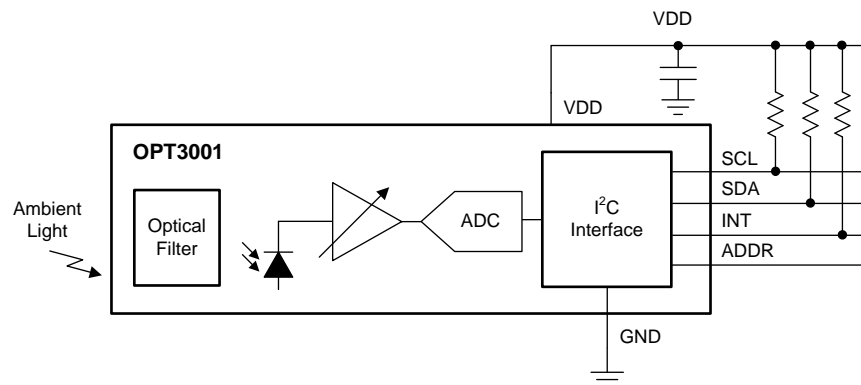 VDD
VDD
OPT3001
SCL
SDA
INT
ADDR
Ambient
Light
Optical
Filter
ADC
I²C
Interface
GND